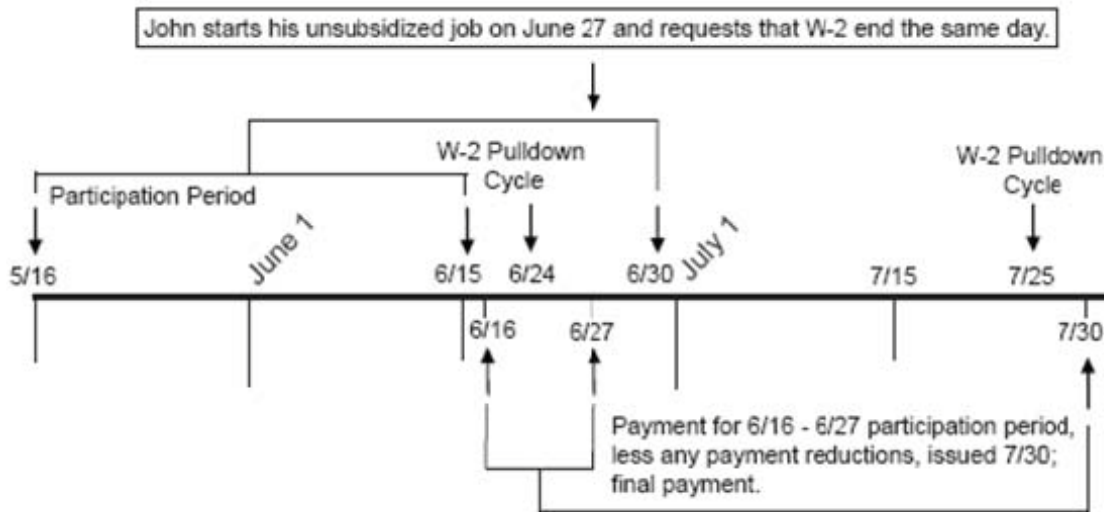 John starts his unsubsidized job on June 27 and requests that W-2 end the same day.
W-2 Pulldown
Cycle
W-2 Pulldown
Cycle
Participation Period
June 1
July 1
5/16
6/15
6/24
6/30
7/15
7/25
6/16
6/27
7/30
Payment for 6/16 - 6/27 participation period,
less any payment reductions, issued 7/30;
final payment.